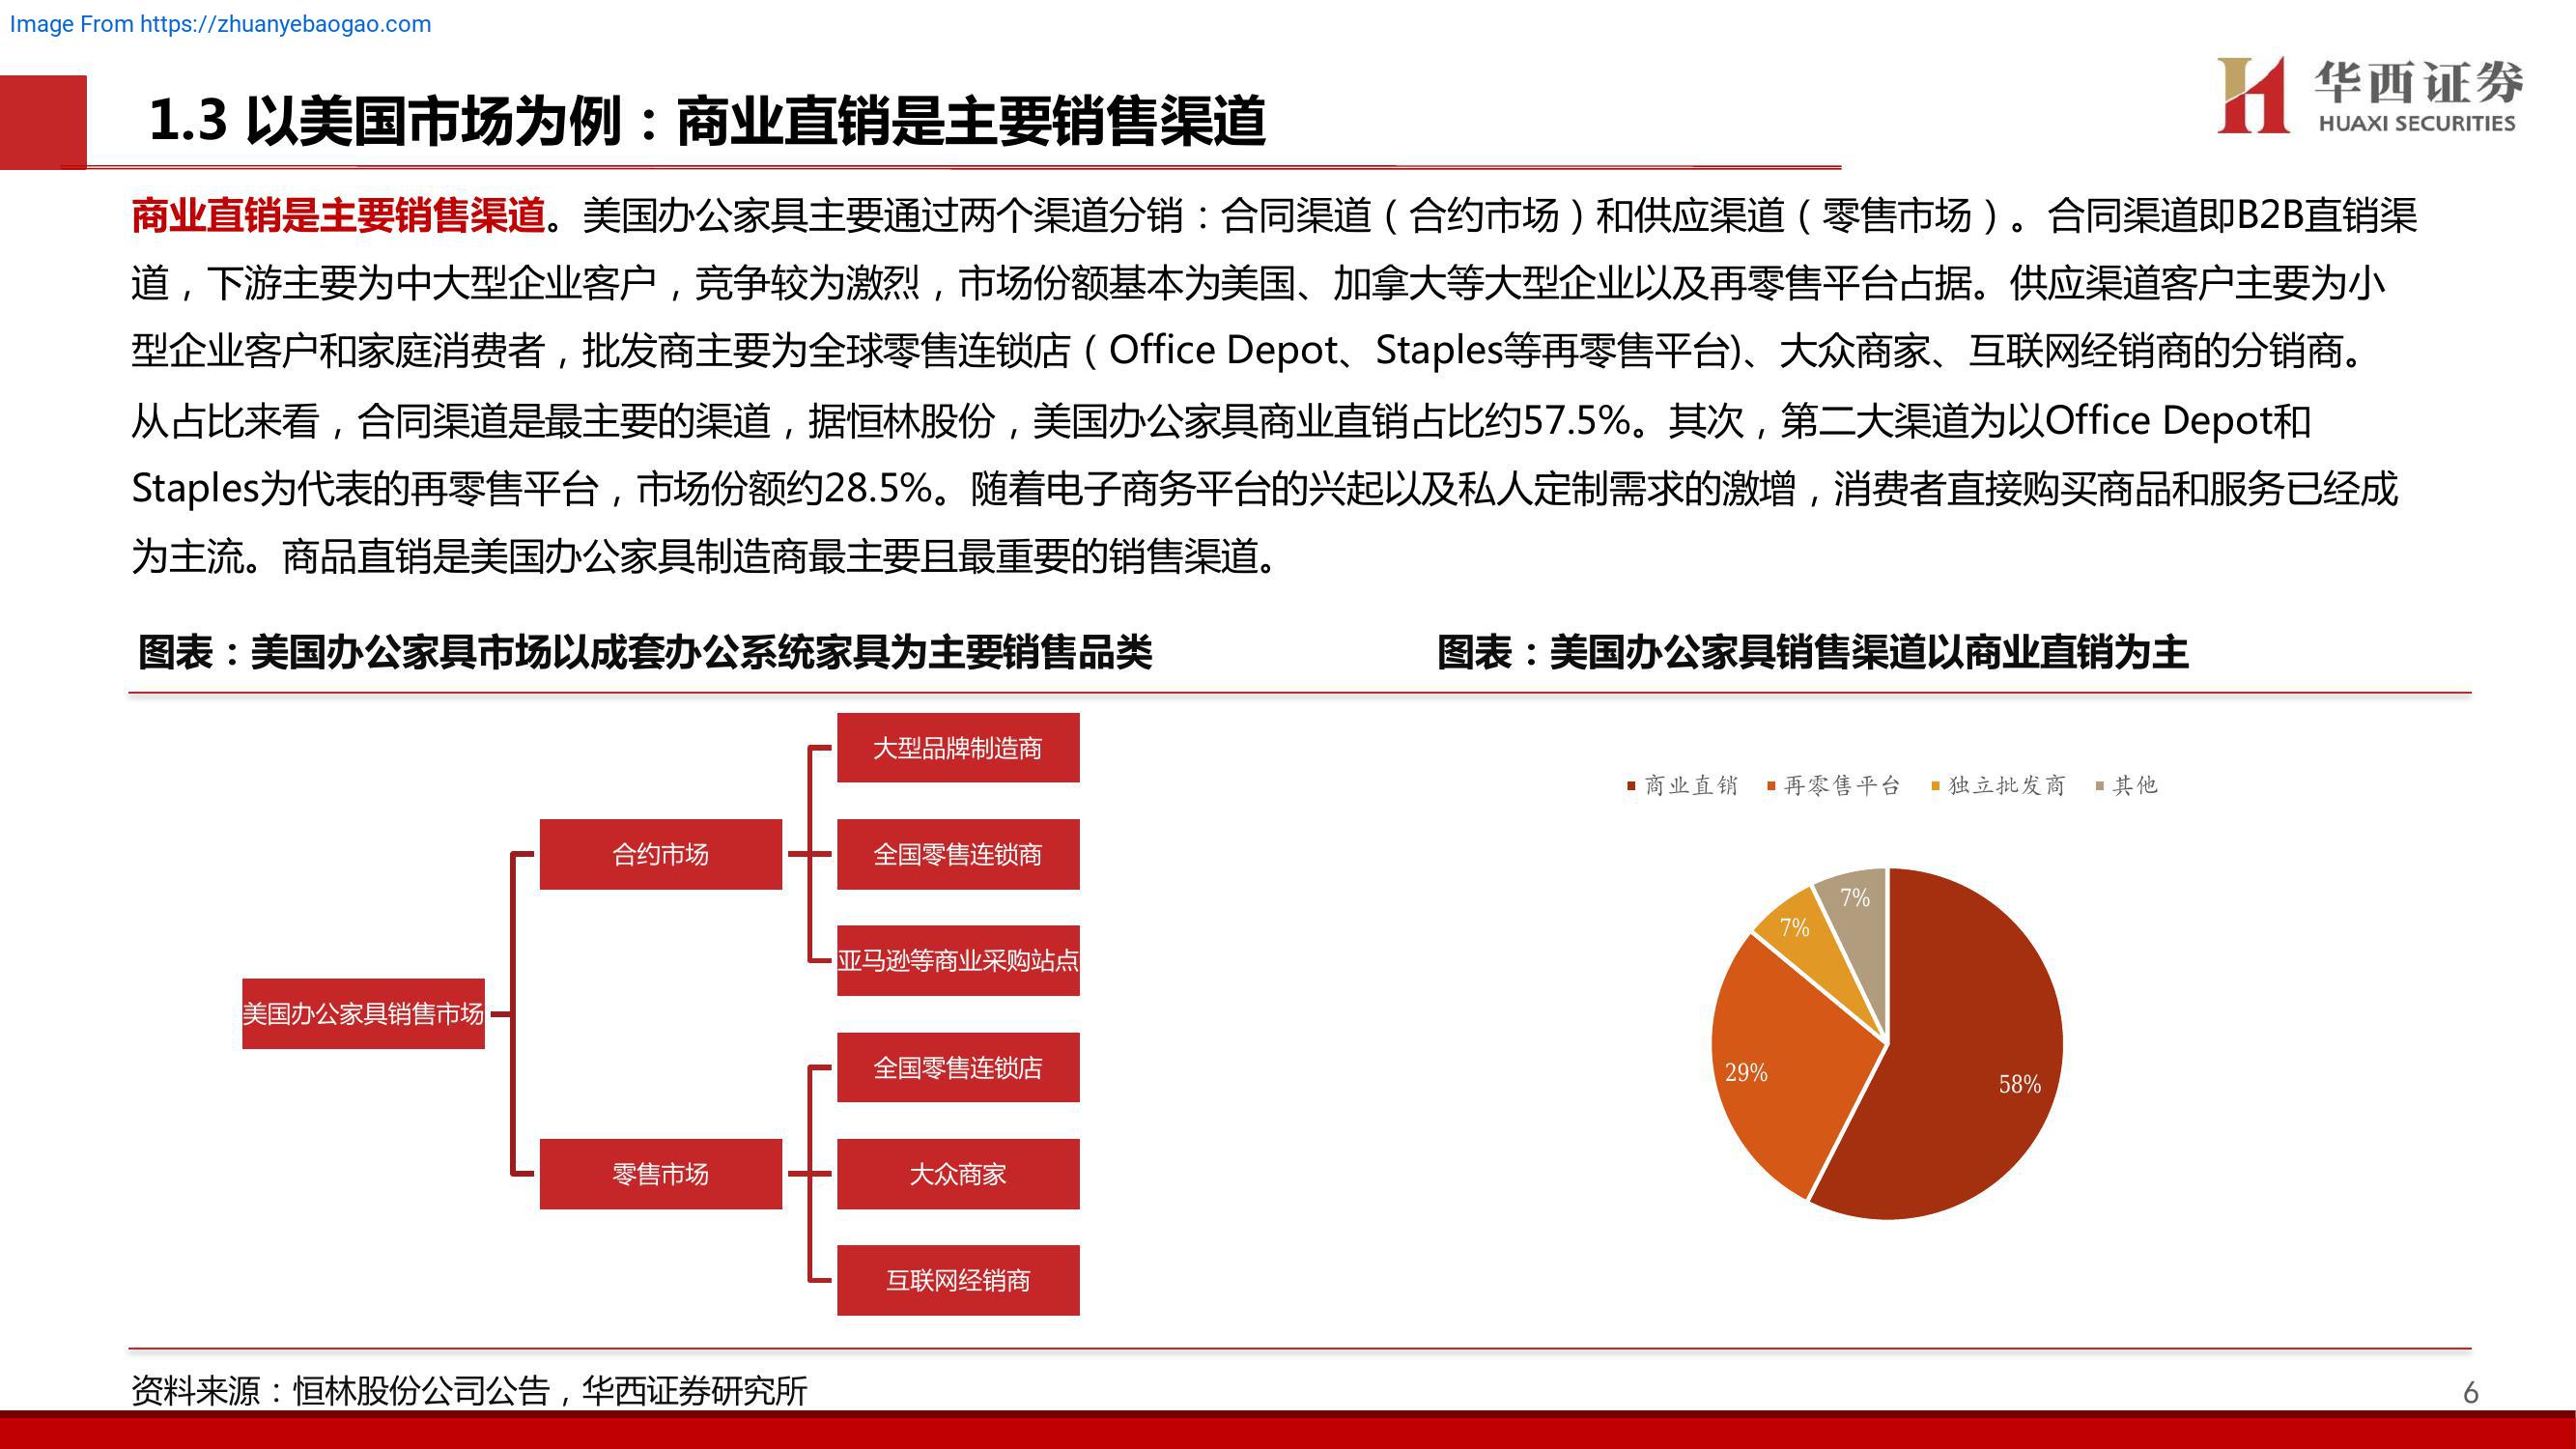 Image From https://zhuanyebaogao.com
华西证券
HUAXI SECURITIES
1.3 以美国市场为例：商业直销是主要销售渠道
商业直销是主要销售渠道。美国办公家具主要通过两个渠道分销：合同渠道（合约市场）和供应渠道（零售市场）。合同渠道即B2B直销渠
道，下游主要为中大型企业客户，竞争较为激烈，市场份额基本为美国、加拿大等大型企业以及再零售平台占据。供应渠道客户主要为小
型企业客户和家庭消费者，批发商主要为全球零售连锁店（Office Depot、Staples等再零售平台)、大众商家、互联网经销商的分销商。
从占比来看，合同渠道是最主要的渠道，据恒林股份，美国办公家具商业直销占比约57.5%。其次，第二大渠道为以Office Depot和
Staples为代表的再零售平台，市场份额约28.5%。随着电子商务平台的兴起以及私人定制需求的激增，消费者直接购买商品和服务已经成
为主流。商品直销是美国办公家具制造商最主要且最重要的销售渠道。
图表：美国办公家具市场以成套办公系统家具为主要销售品类
大型品牌制造商
合约市场
全国零售连锁商
亚马逊等商业采购站点
美国办公家具销售市场
全国零售连锁店
零售市场
大众商家
互联网经销商
图表：美国办公家具销售渠道以商业直销为主
商业直销 再零售平台 独立批发商 其他
7%
7%
29%
58%
资料来源：恒林股份公司公告，华西证券研究所
6